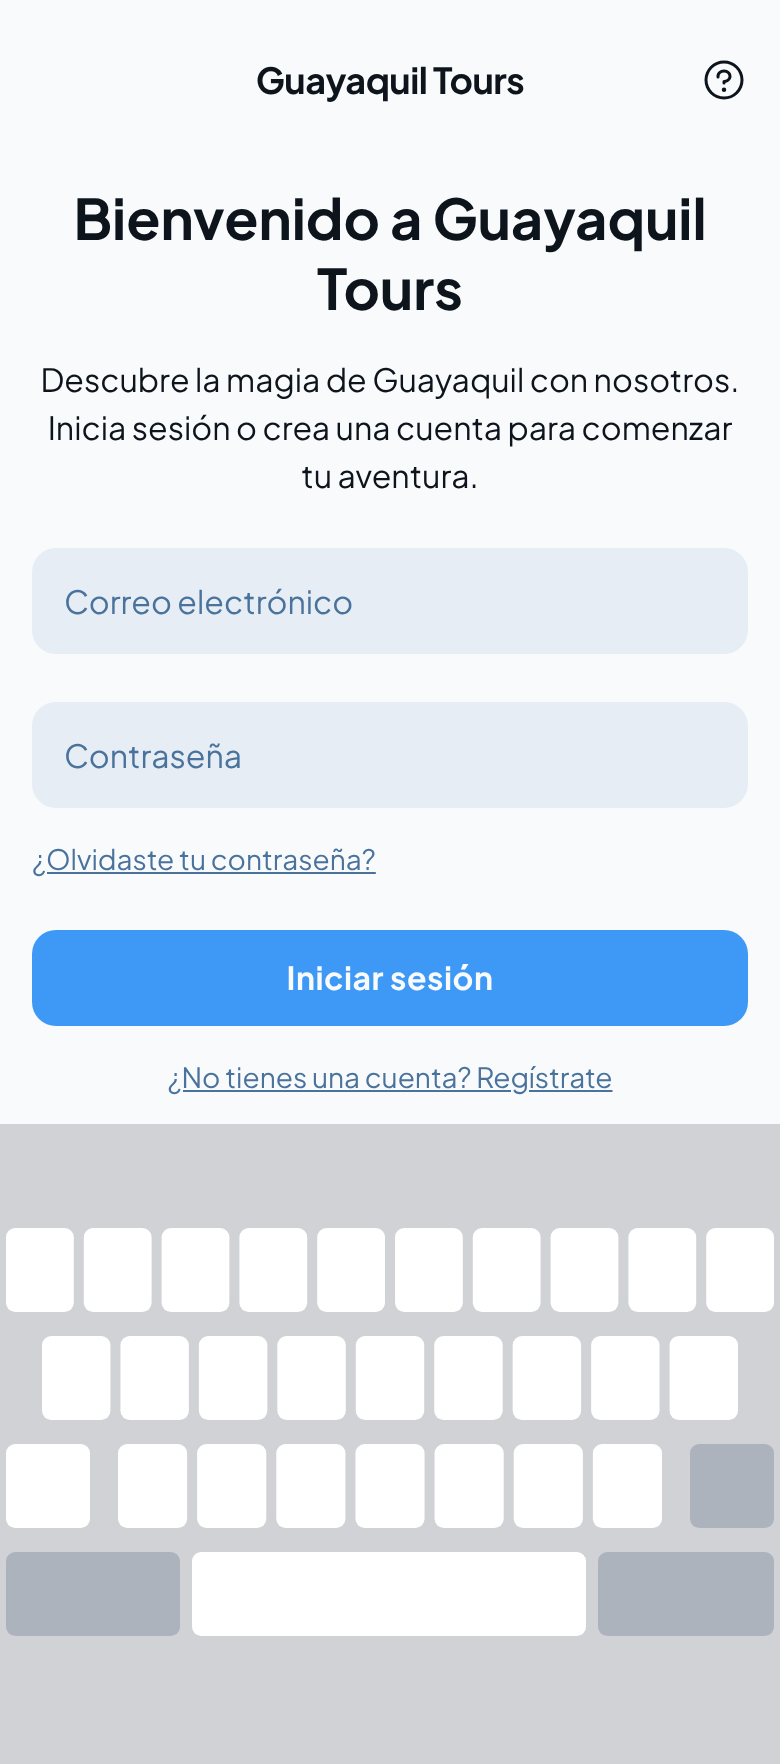 Guayaquil Tours
Bienvenido a Guayaquil
Tours
Descubre la magia de Guayaquil con nosotros.
Inicia sesión o crea una cuenta para comenzar
tu aventura.
Correo electrónico
Contraseña
¿Olvidaste tu contraseña?
Iniciar sesión
¿No tienes una cuenta? Regístrate